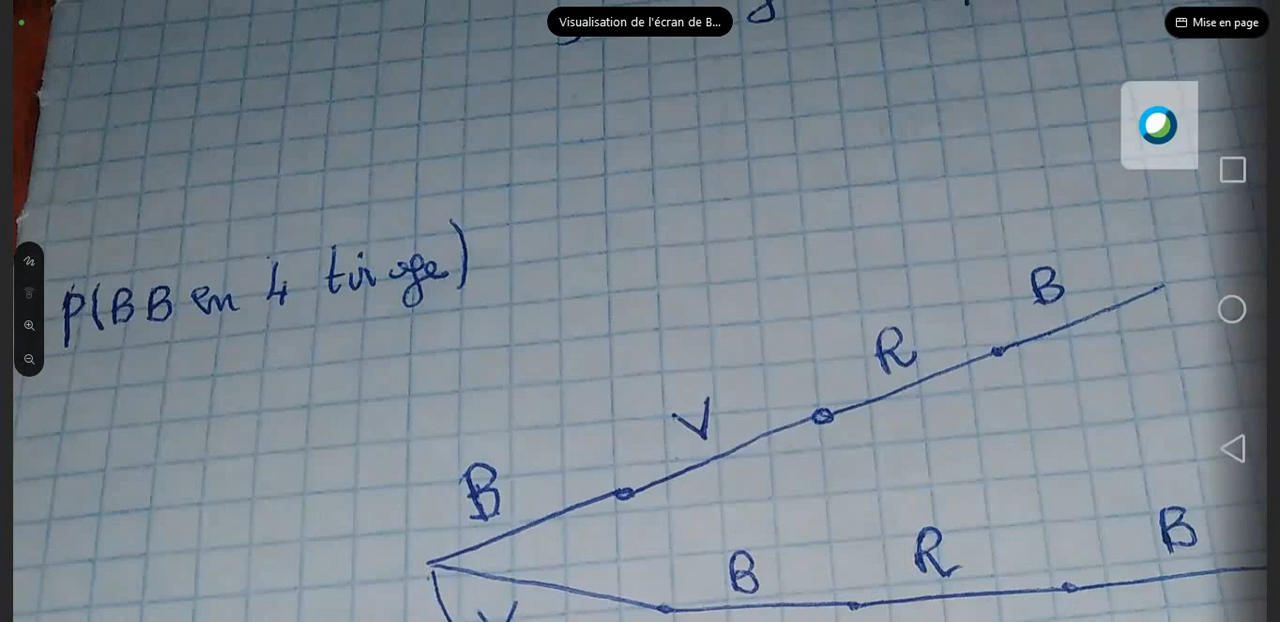 Visualisation de l'écran de B...
Mise en page
P(BB en 4 tirage)
B
R
V
B
B
R
B
V